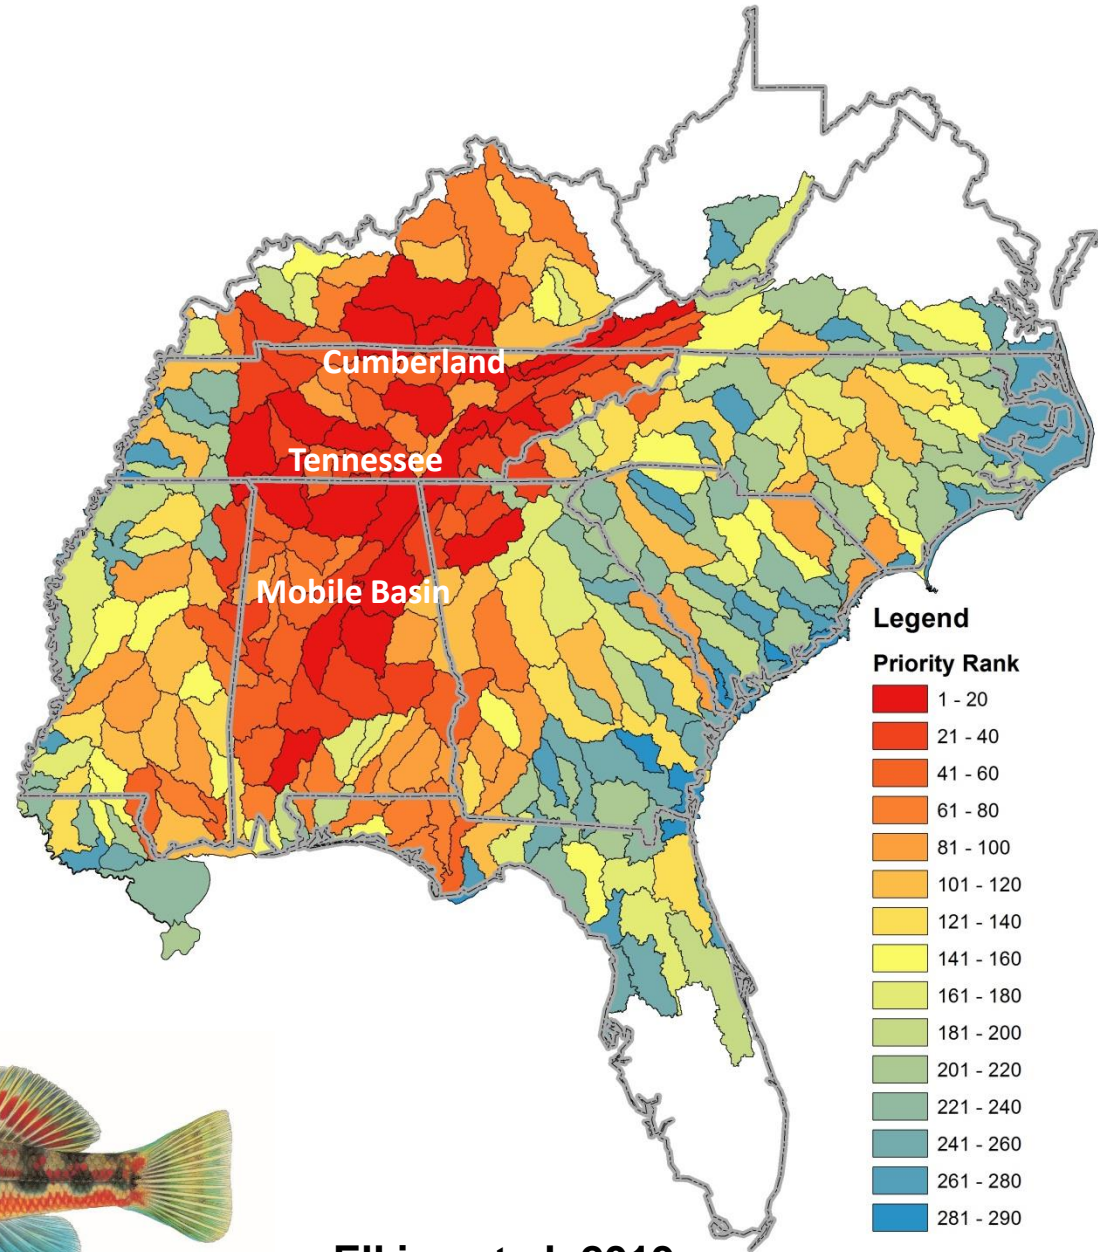 Cumberland
Tennessee
Mobile Basin
Legend
Priority Rank
1 - 20
21 - 40
41 - 60
61 - 80
81 - 100
101 - 120
121 - 140
141 - 160
161 - 180
181 - 200
201 - 220
221 - 240
241 - 260
261 - 280
281 - 290